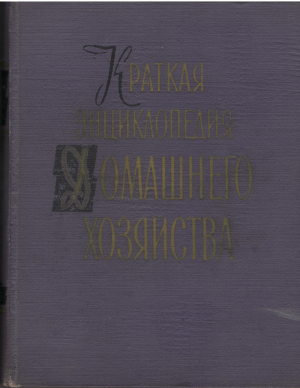 Краткая
энциклопедия
Домашнего
хозяйства